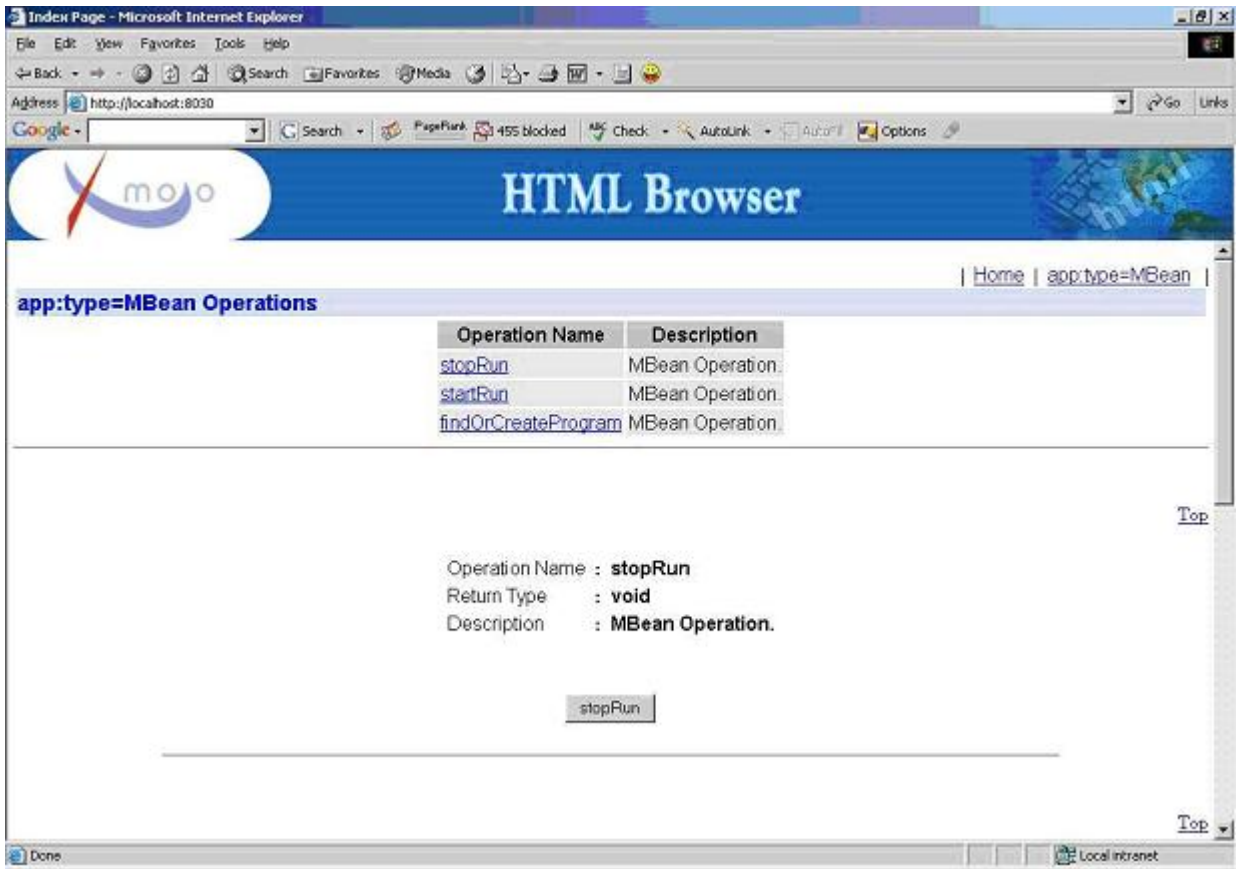 Index Page - Microsoft Internet Explorer
File Edit View Favorites Tools Help
Back Search Favorites Media
Address http://localhost:8030 Go Links
Google Search PageRank 455 blocked ABC Check AutoLink AutoFill Options
xmojo HTML Browser html
| Home | app:type=MBean |
app:type=MBean Operations
Operation Name Description
stopRun MBean Operation.
startRun MBean Operation.
findOrCreateProgram MBean Operation.
Top
Operation Name : stopRun
Return Type : void
Description : MBean Operation.
stopRun
Top
Done Local intranet